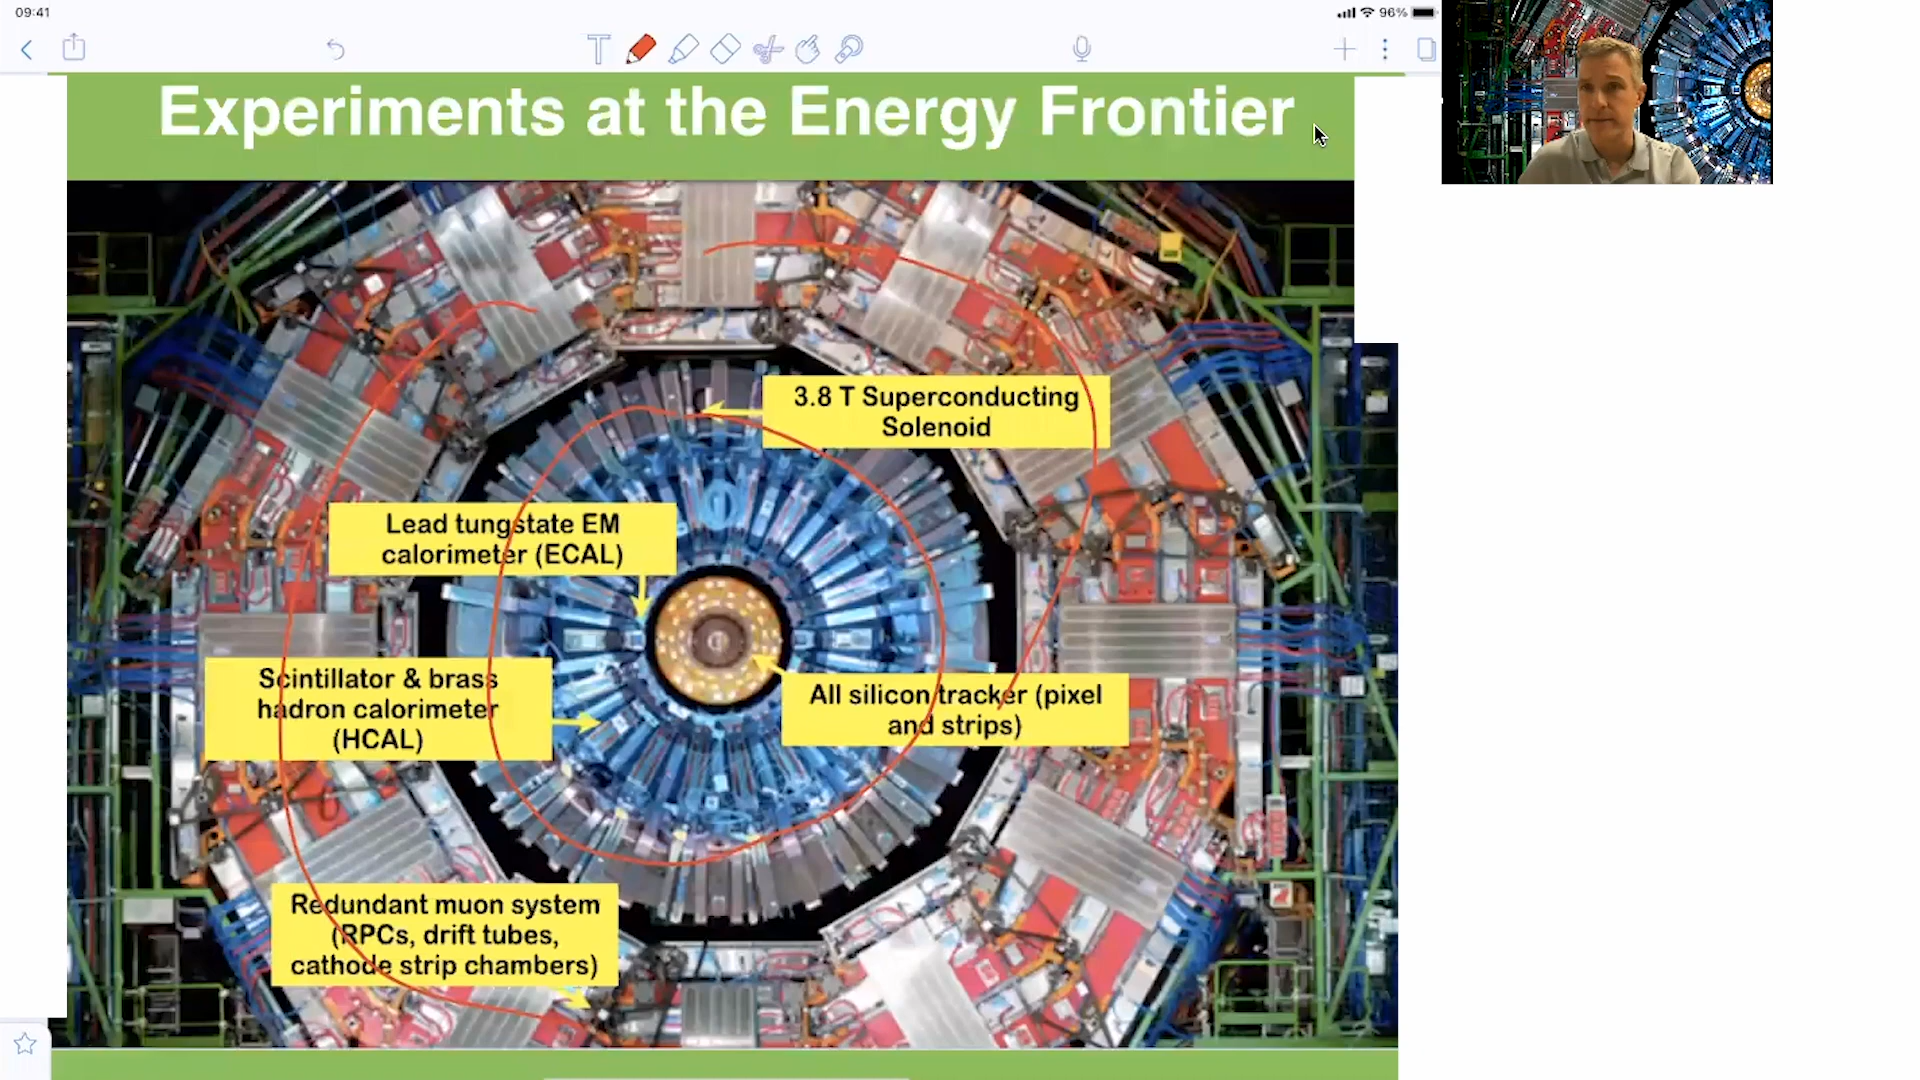 09:41
96%
Experiments at the Energy Frontier
3.8 T Superconducting
Solenoid
Lead tungstate EM
calorimeter (ECAL)
Scintillator & brass
hadron calorimeter
(HCAL)
All silicon tracker (pixel
and strips)
Redundant muon system
(RPCs, drift tubes,
cathode strip chambers)